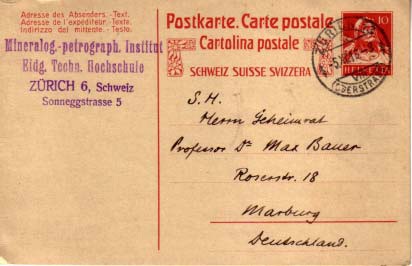 Adresse des Absenders. - Text.
Adresse de l'expéditeur. - Texte.
Indirizzo del mittente. - Testo.
Mineralog.-petrograph. Institut
Eidg. Techn. Hochschule
ZÜRICH 6, Schweiz
Sonneggstrasse 5
Postkarte. Carte postale
Cartolina postale
SCHWEIZ SUISSE SVIZZERA
10
HELVETIA
S. H.
Herrn Geheimrat
Professor Dr Max Bauer
Roserstr. 18
Marburg
Deutschland.